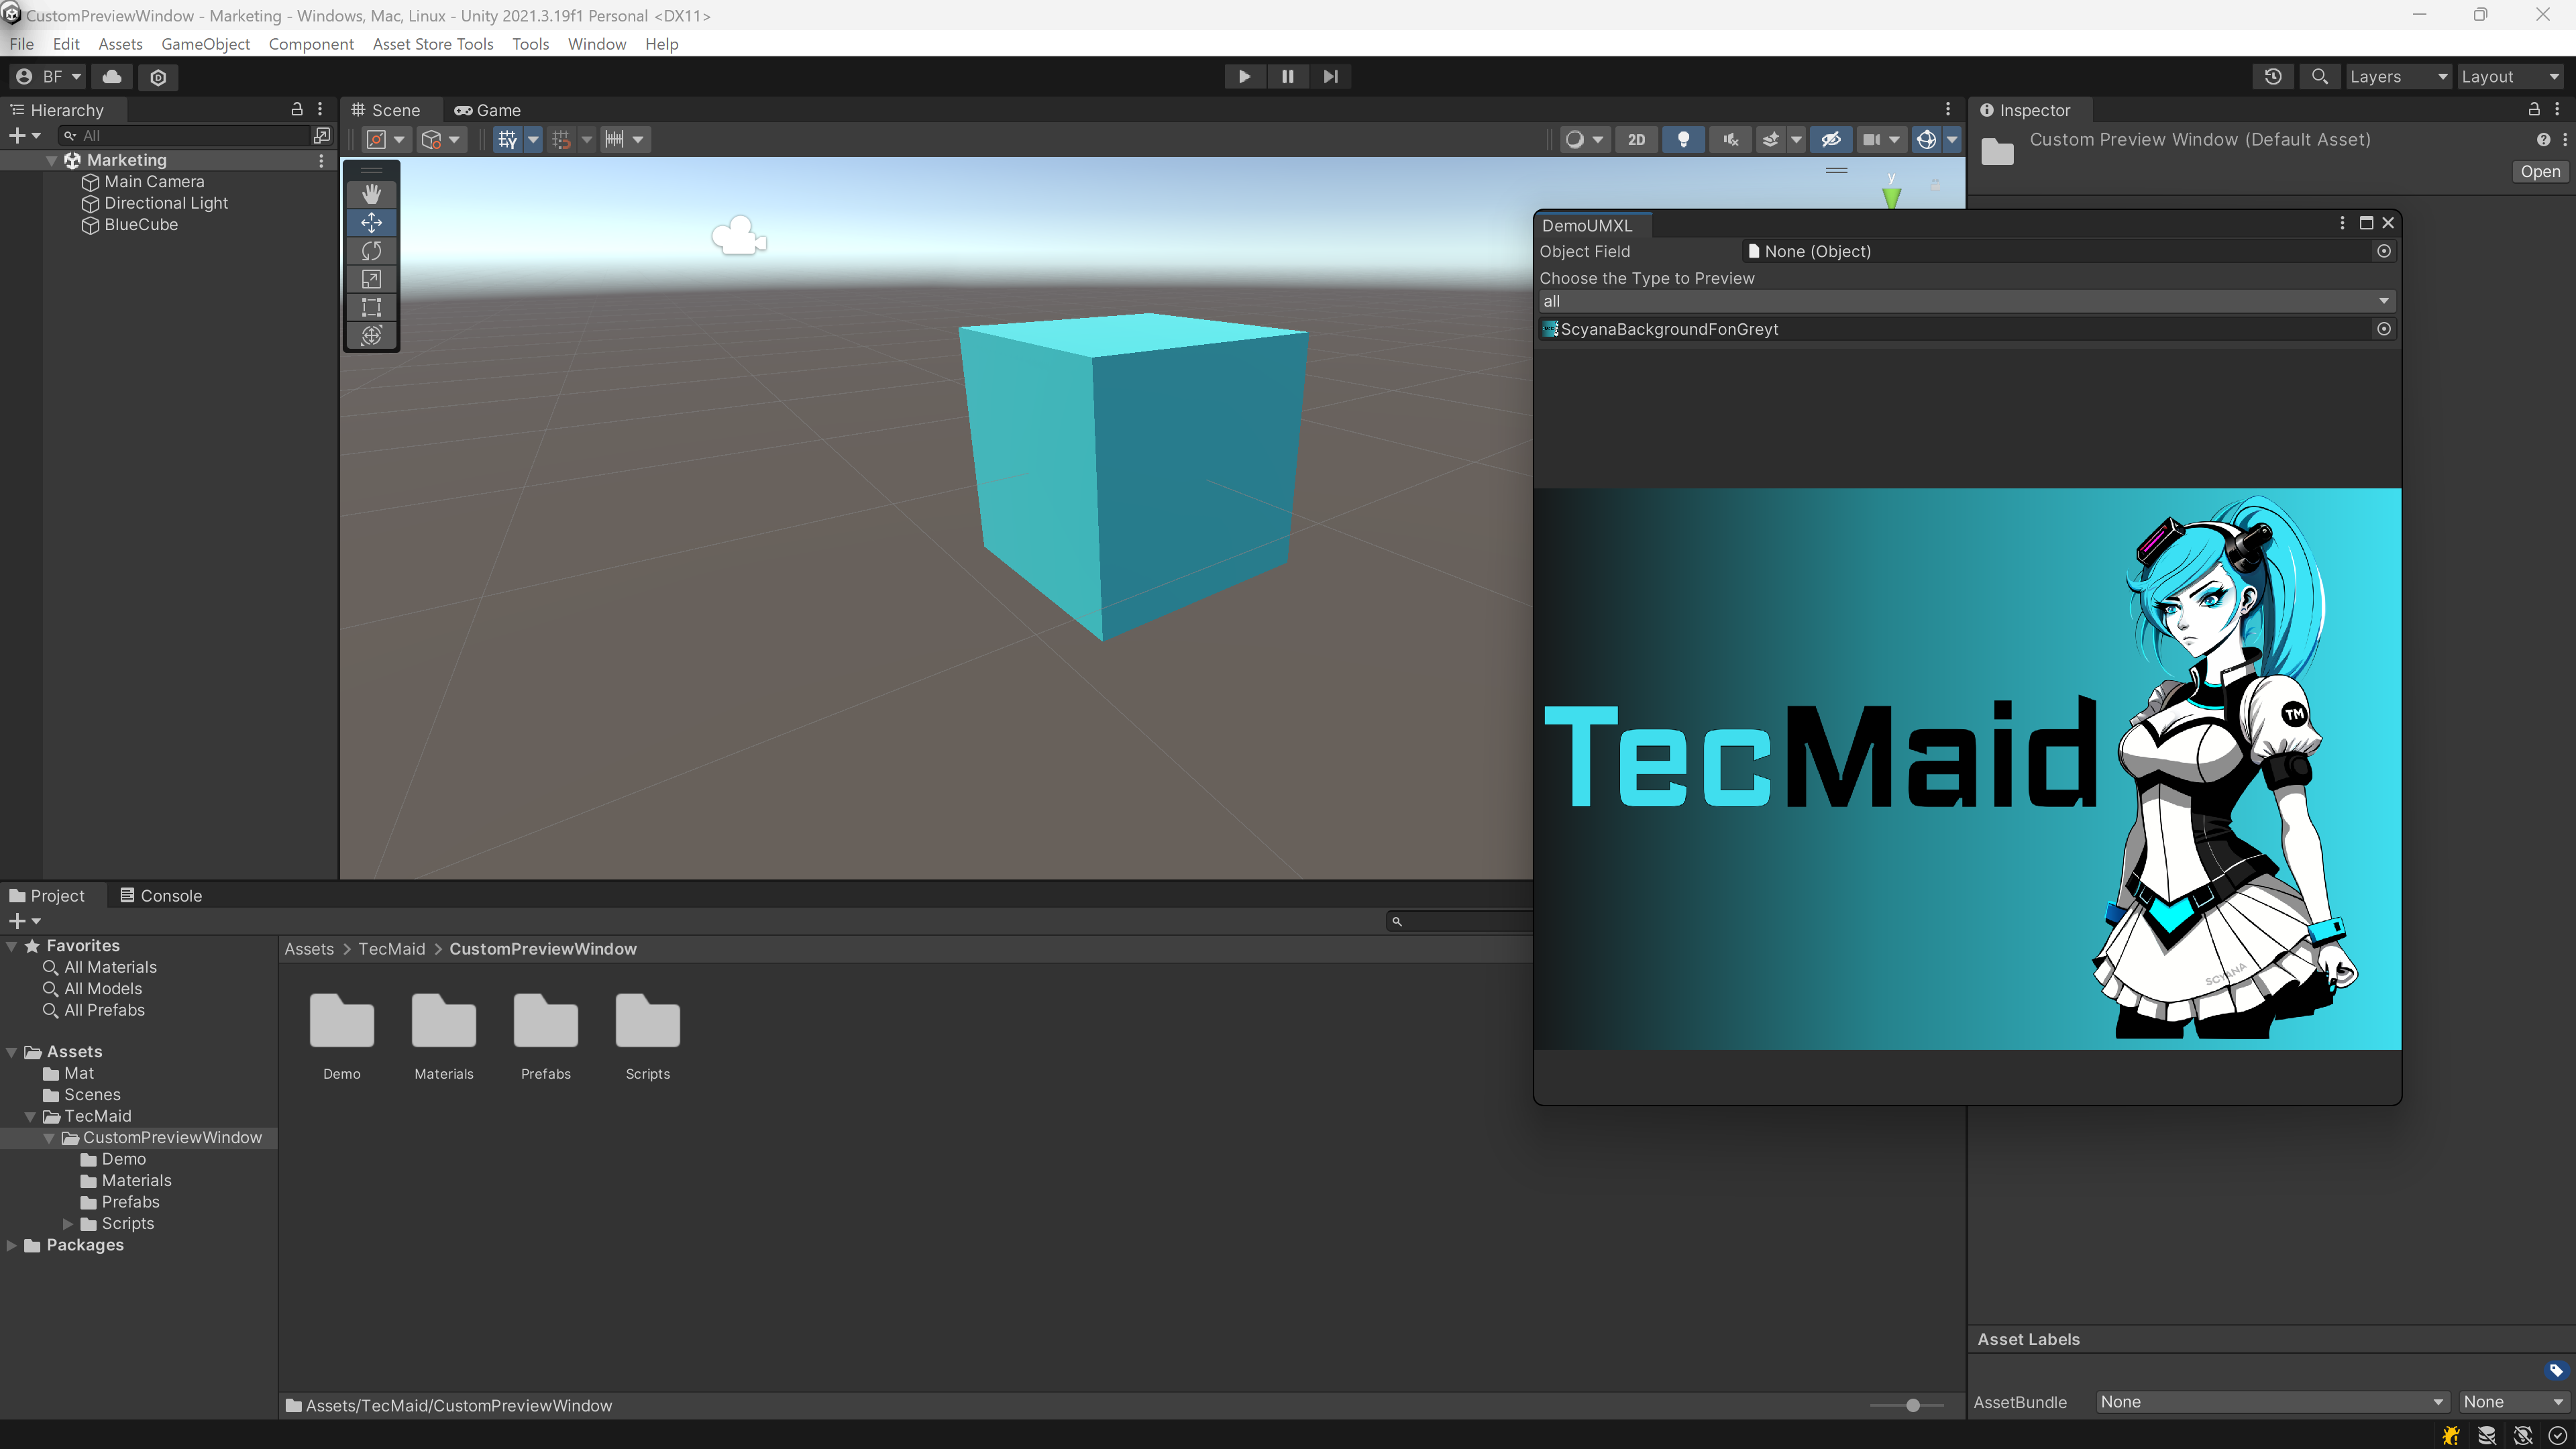 CustomPreviewWindow - Marketing - Windows, Mac, Linux - Unity 2021.3.19f1 Personal <DX11>
File Edit Assets GameObject Component Asset Store Tools Tools Window Help
BF Layers Layout
Hierarchy
All
Marketing
Main Camera
Directional Light
BlueCube
Scene Game
2D
y
Inspector
Custom Preview Window (Default Asset)
Open
DemoUMXL
Object Field None (Object)
Choose the Type to Preview
all
ScyanaBackgroundFonGreyt
TecMaid
TM
SCYANA
Project Console
Favorites
All Materials
All Models
All Prefabs
Assets
Mat
Scenes
TecMaid
CustomPreviewWindow
Demo
Materials
Prefabs
Scripts
Packages
Assets > TecMaid > CustomPreviewWindow
Demo Materials Prefabs Scripts
Assets/TecMaid/CustomPreviewWindow
Asset Labels
AssetBundle None None